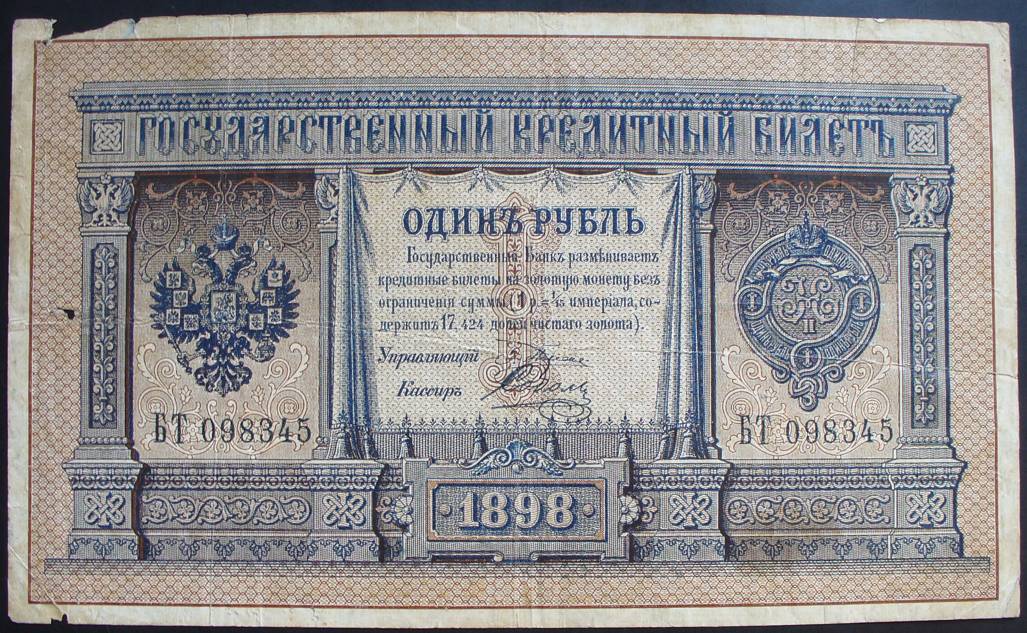 ГОСУДАРСТВЕННЫЙ КРЕДИТНЫЙ БИЛЕТЪ
ОДИНЪ РУБЛЬ
Государственный Банкъ размѣниваетъ
кредитные билеты на золотую монету безъ
ограниченія суммы (1 р. = 1/15 имперіала, со-
держитъ 17,424 долей чистаго золота).
Управляющій
Кассиръ
БТ 098345
БТ 098345
1898